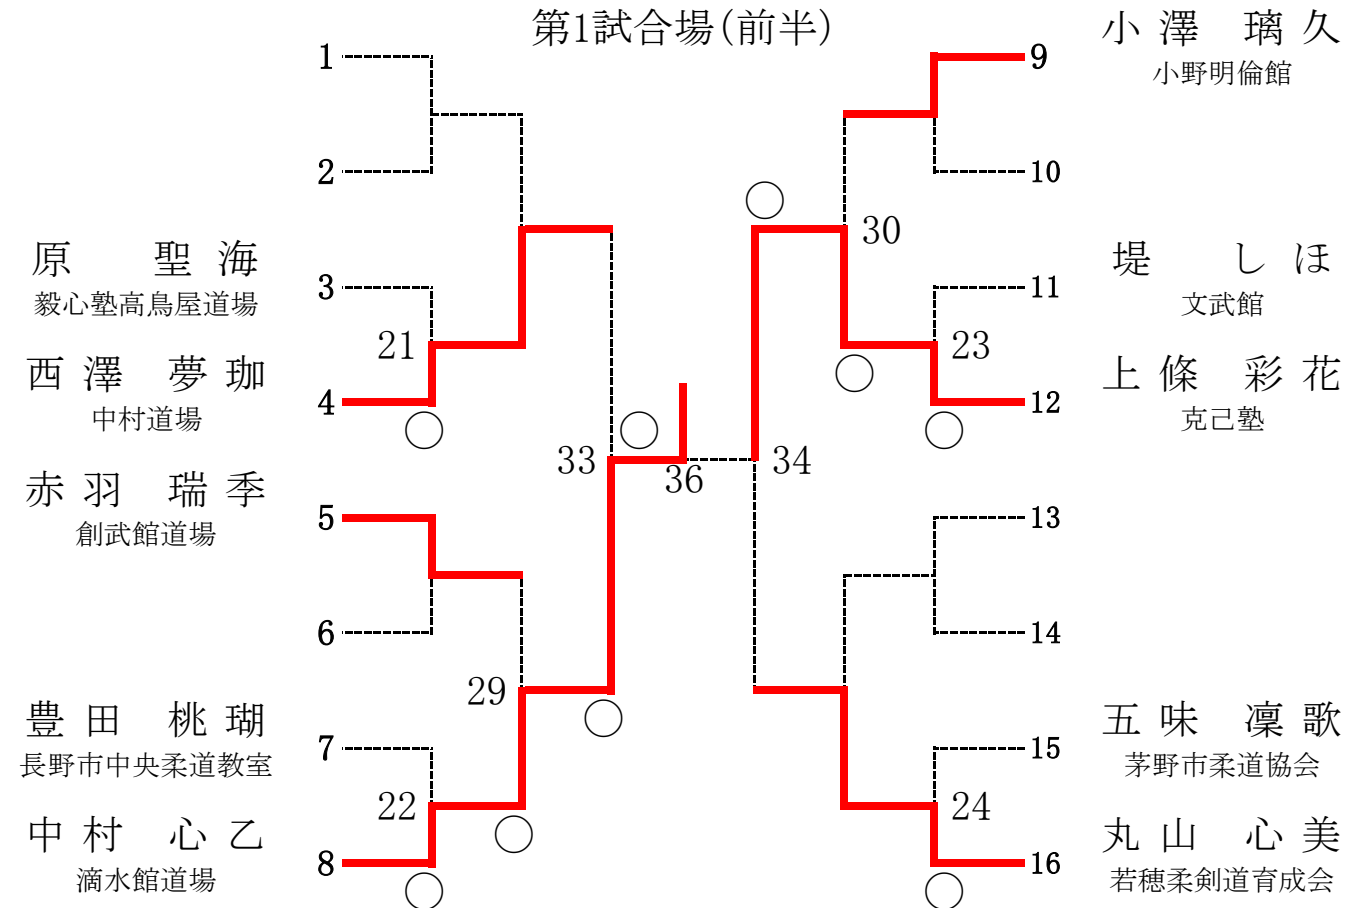 第1試合場(前半)
1
2
原 聖海
毅心塾高鳥屋道場
3
21
西澤 夢珈
中村道場
4
赤羽 瑞季
創武館道場
5
6
豊田 桃瑚
長野市中央柔道教室
7
22
中村 心乙
滴水館道場
8
29
33
36
34
30
小澤 璃久
小野明倫館
9
10
堤 しほ
文武館
11
23
上條 彩花
克己塾
12
13
14
五味 凜歌
茅野市柔道協会
15
24
丸山 心美
若穂柔剣道育成会
16